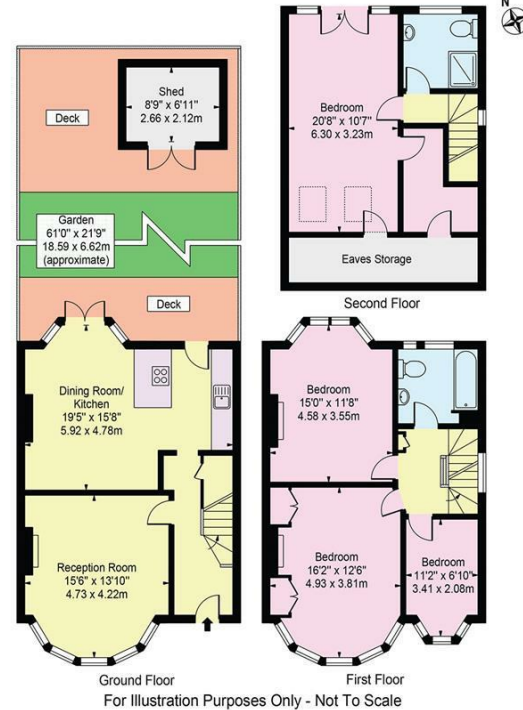 N
Shed
8'9" x 6'11"
2.66 x 2.12m
Deck
Garden
61'0" x 21'9"
18.59 x 6.62m
(approximate)
Deck
Dining Room/
Kitchen
19'5" x 15'8"
5.92 x 4.78m
Reception Room
15'6" x 13'10"
4.73 x 4.22m
Ground Floor
Bedroom
20'8" x 10'7"
6.30 x 3.23m
Eaves Storage
Second Floor
Bedroom
15'0" x 11'8"
4.58 x 3.55m
Bedroom
16'2" x 12'6"
4.93 x 3.81m
Bedroom
11'2" x 6'10"
3.41 x 2.08m
First Floor
For Illustration Purposes Only - Not To Scale